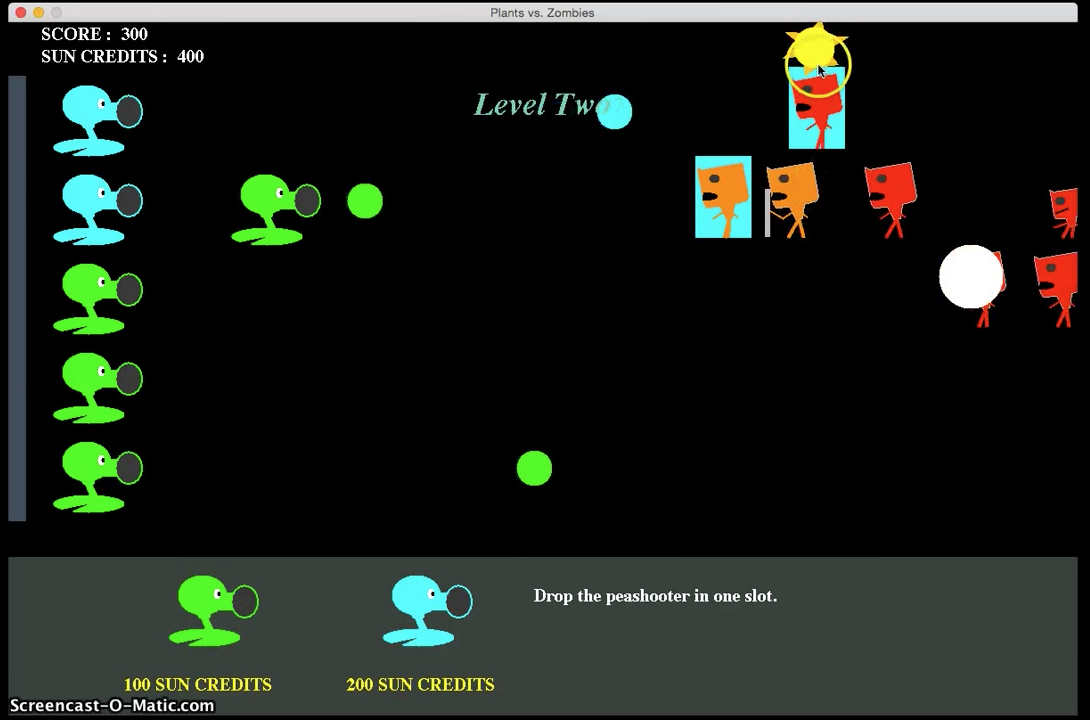 Plants vs. Zombies
SCORE : 300
SUN CREDITS : 400
Level Two
Drop the peashooter in one slot.
100 SUN CREDITS
200 SUN CREDITS
Screencast-O-Matic.com